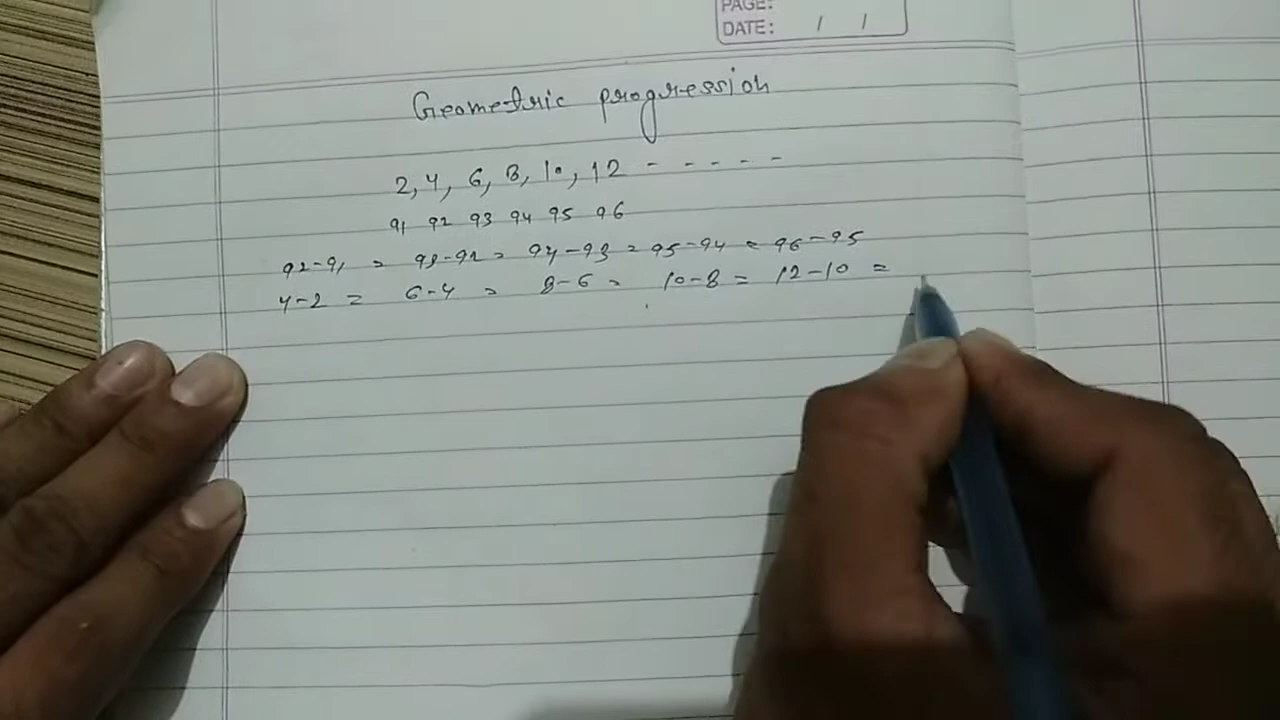 PAGE:
DATE: / /
Geometric progression
2, 4, 6, 8, 10, 12 - - - - -
a1 a2 a3 a4 a5 a6
a2-a1 = a3-a2 = a4-a3 = a5-a4 = a6-a5
4-2 = 6-4 = 8-6 = 10-8 = 12-10 =